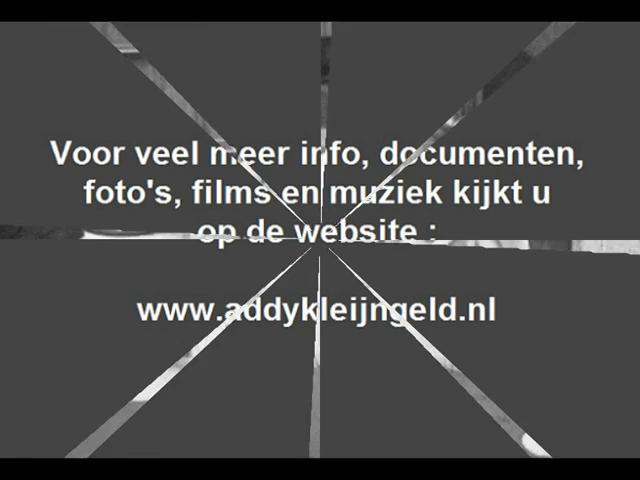 Voor veel meer info, documenten,
foto's, films en muziek kijkt u
op de website :
www.addykleijngeld.nl